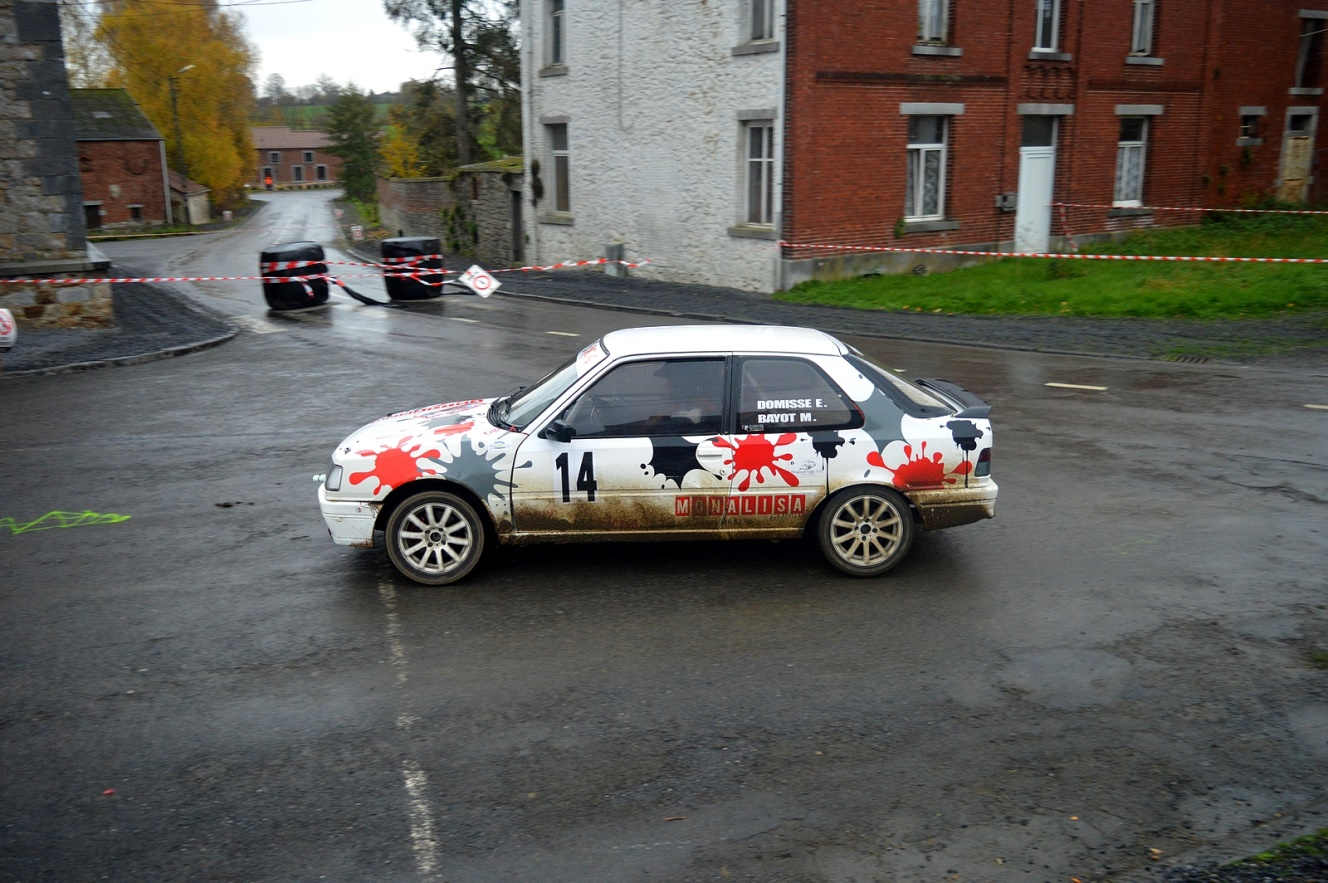 DOMISSE E.
BAYOT M.
14
MONALISA